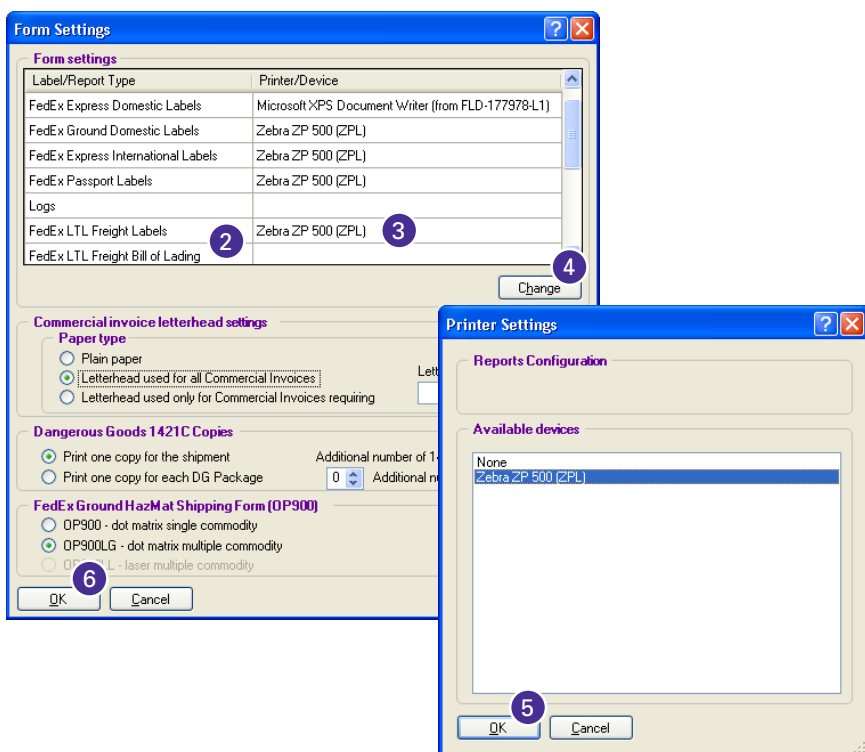 Form Settings
Form settings
Label/Report Type Printer/Device
FedEx Express Domestic Labels Microsoft XPS Document Writer (from FLD-177978-L1)
FedEx Ground Domestic Labels Zebra ZP 500 (ZPL)
FedEx Express International Labels Zebra ZP 500 (ZPL)
FedEx Passport Labels Zebra ZP 500 (ZPL)
Logs
FedEx LTL Freight Labels Zebra ZP 500 (ZPL)
2 3
FedEx LTL Freight Bill of Lading
4
Change
Commercial invoice letterhead settings
Paper type
Plain paper
Letterhead used for all Commercial Invoices
Lett
Letterhead used only for Commercial Invoices requiring
Dangerous Goods 1421C Copies
Print one copy for the shipment Additional number of 1
Print one copy for each DG Package 0 Additional
FedEx Ground HazMat Shipping Form (OP900)
OP900 - dot matrix single commodity
OP900LG - dot matrix multiple commodity
- laser multiple commodity
6
OK Cancel
Printer Settings
Reports Configuration
Available devices
None
Zebra ZP 500 (ZPL)
5
OK Cancel